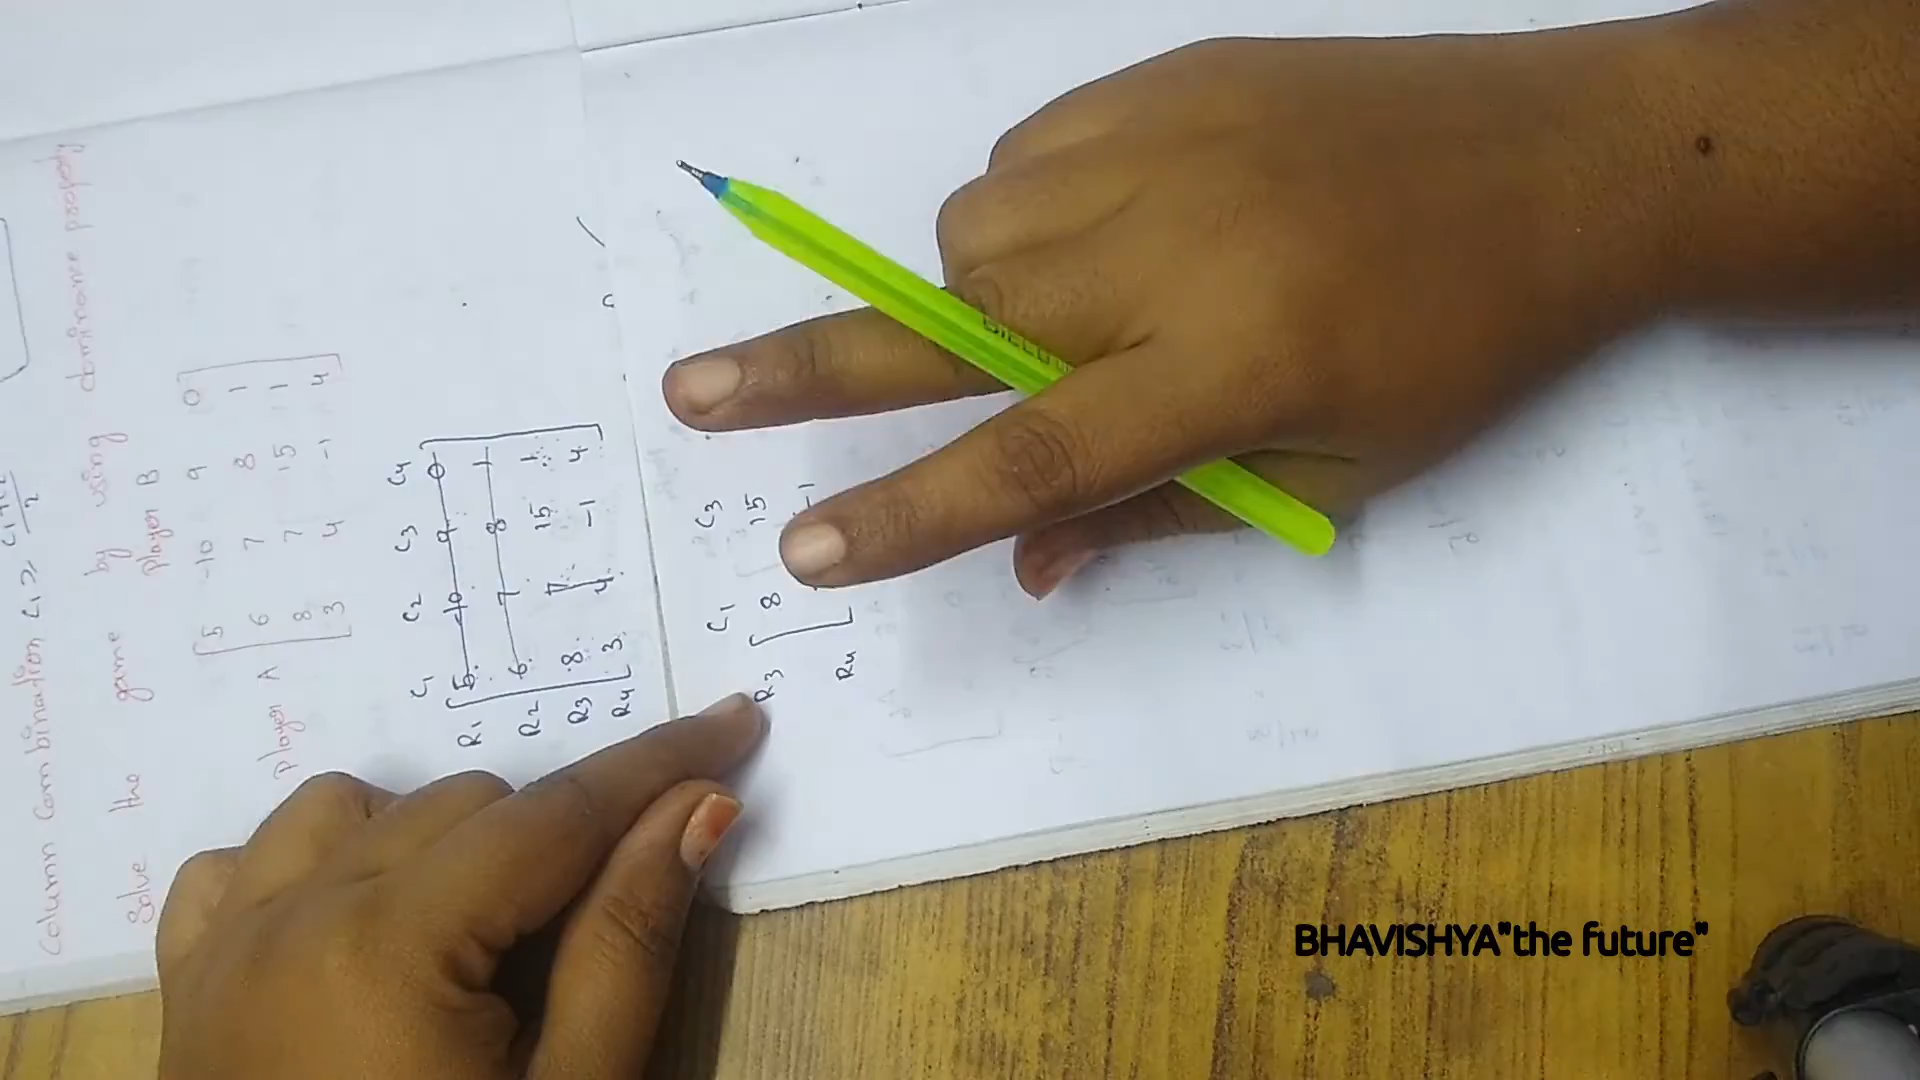 Column Combination C1 ≥ C1+C2/2
Solve the game by using dominance property
player B
5 -10 9 0
6 7 8 1
player A
8 7 15 1
3 4 -1 4
C1 C2 C3 C4
R1 5 -10 9 0
R2 6 7 8 1
R3 8 7 15 1
R4 3 4 -1 4
C1 C3
R3 8 15
R4 -1
BHAVISHYA"the future"